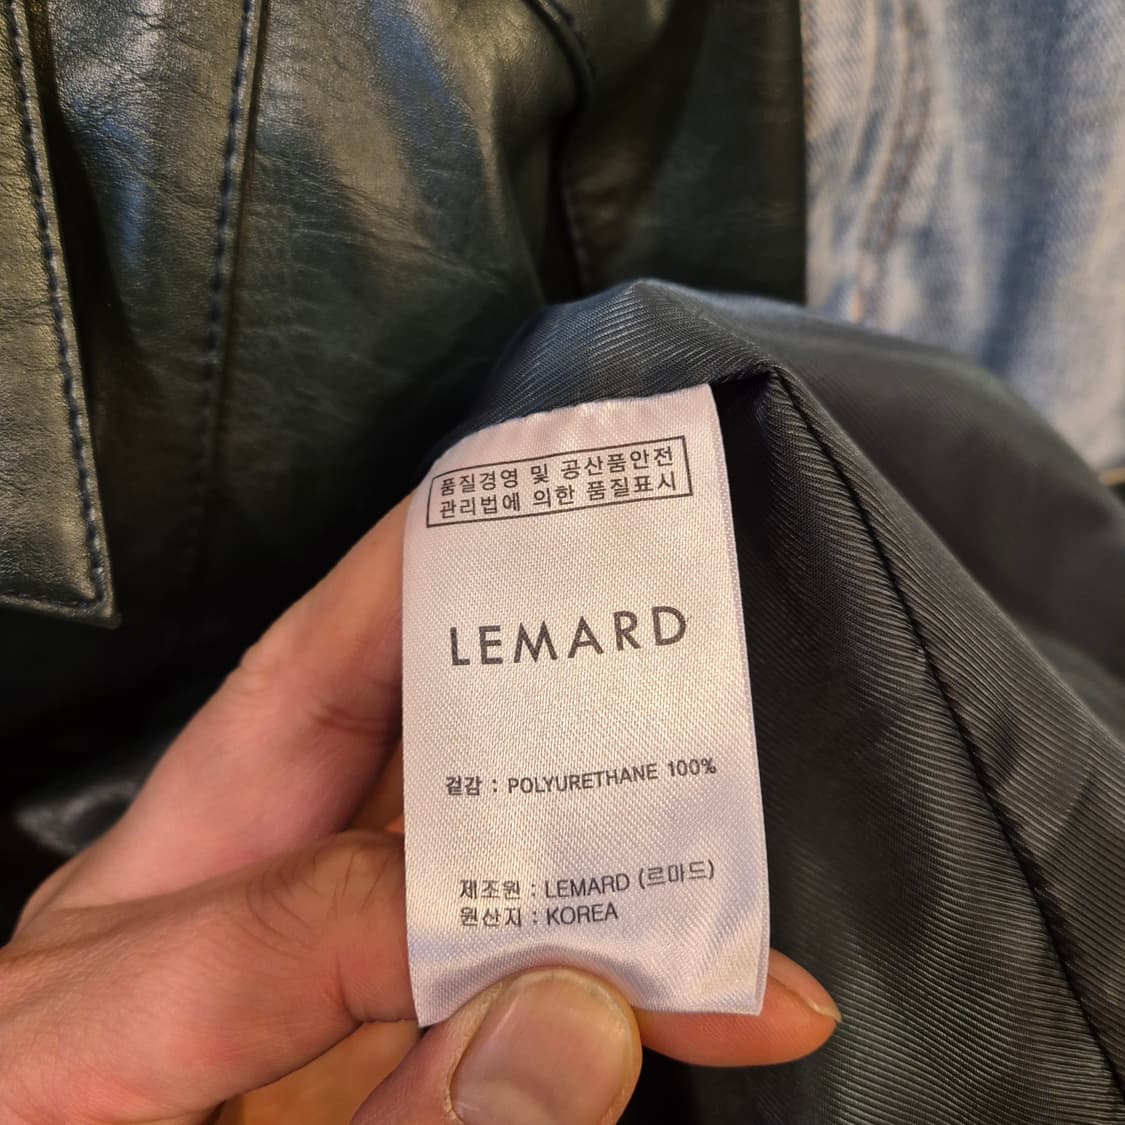 품질경영 및 공산품안전
관리법에 의한 품질표시
LEMARD
겉감 : POLYURETHANE 100%
제조원 : LEMARD (르마드)
원산지 : KOREA